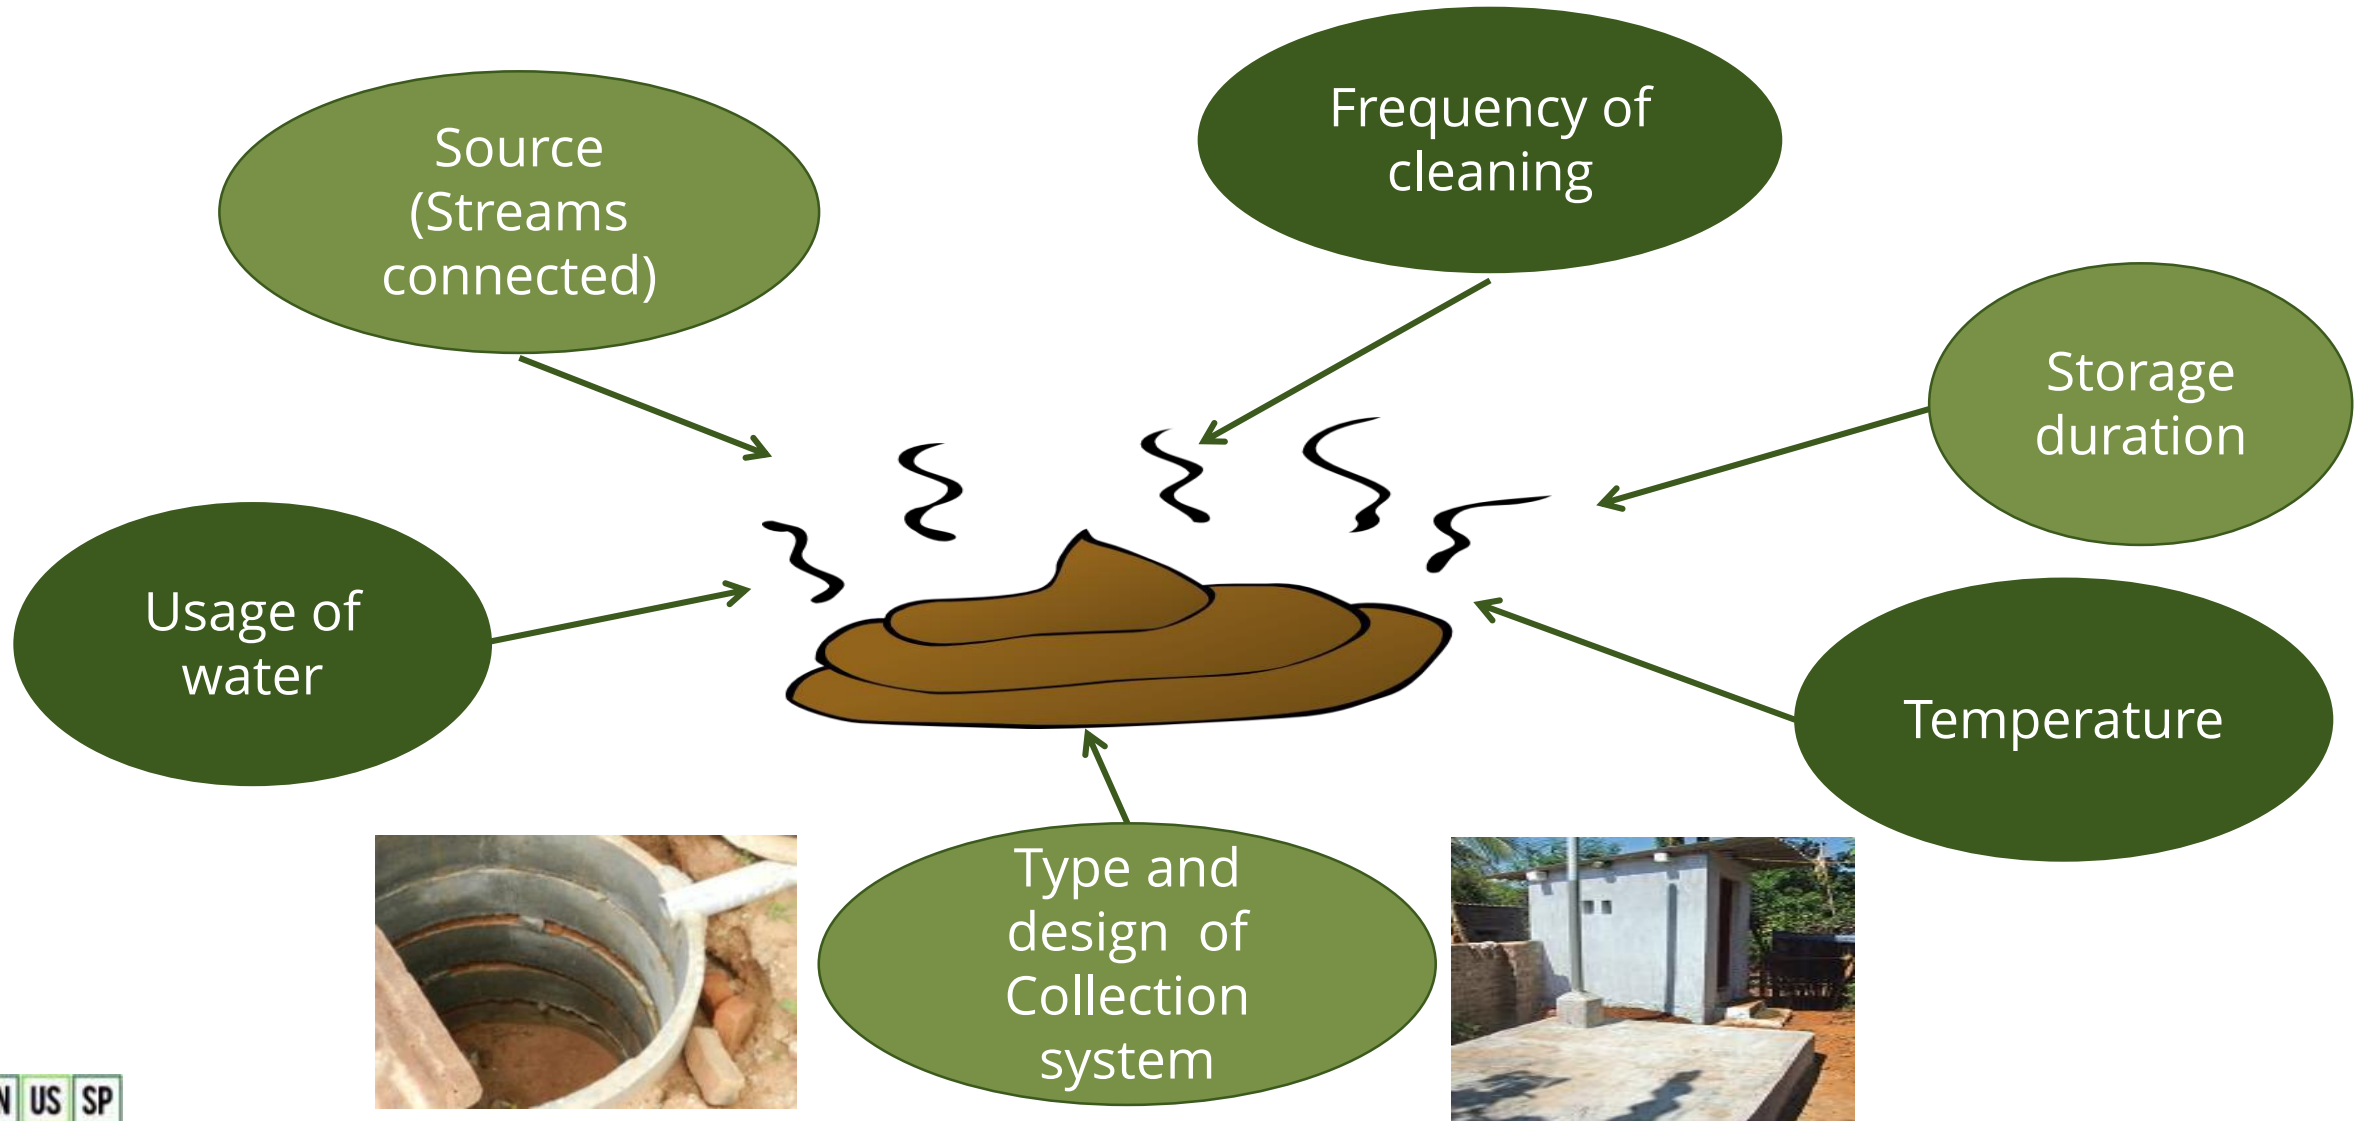 Source
(Streams
connected)
Frequency of
cleaning
Storage
duration
Usage of
water
Temperature
Type and
design of
Collection
system
N US SP